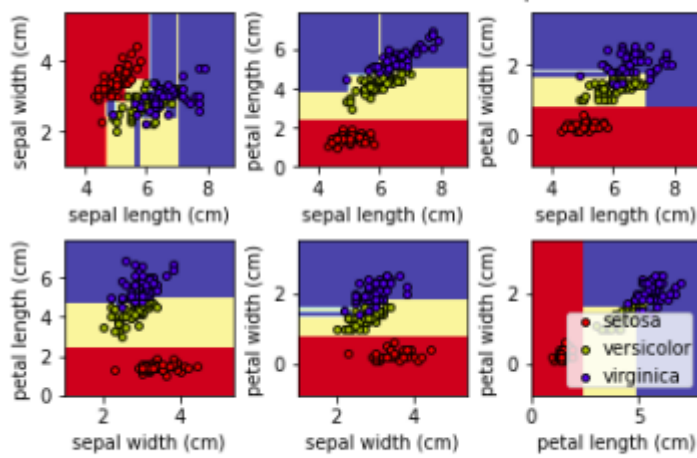 sepal width (cm)
4
2
4 6 8
sepal length (cm)
petal length (cm)
6
4
2
0
4 6 8
sepal length (cm)
petal width (cm)
2
0
4 6 8
sepal length (cm)
petal length (cm)
6
4
2
0
2 4
sepal width (cm)
petal width (cm)
2
0
2 4
sepal width (cm)
petal width (cm)
2
0
setosa
versicolor
virginica
0 5
petal length (cm)